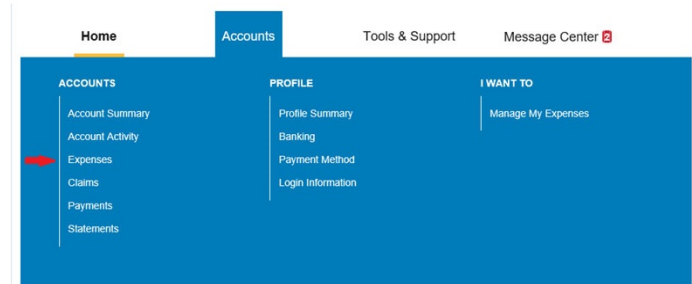 Home Accounts Tools & Support Message Center 2
ACCOUNTS PROFILE I WANT TO
Account Summary Profile Summary Manage My Expenses
Account Activity Banking
Expenses Payment Method
Claims Login Information
Payments
Statements